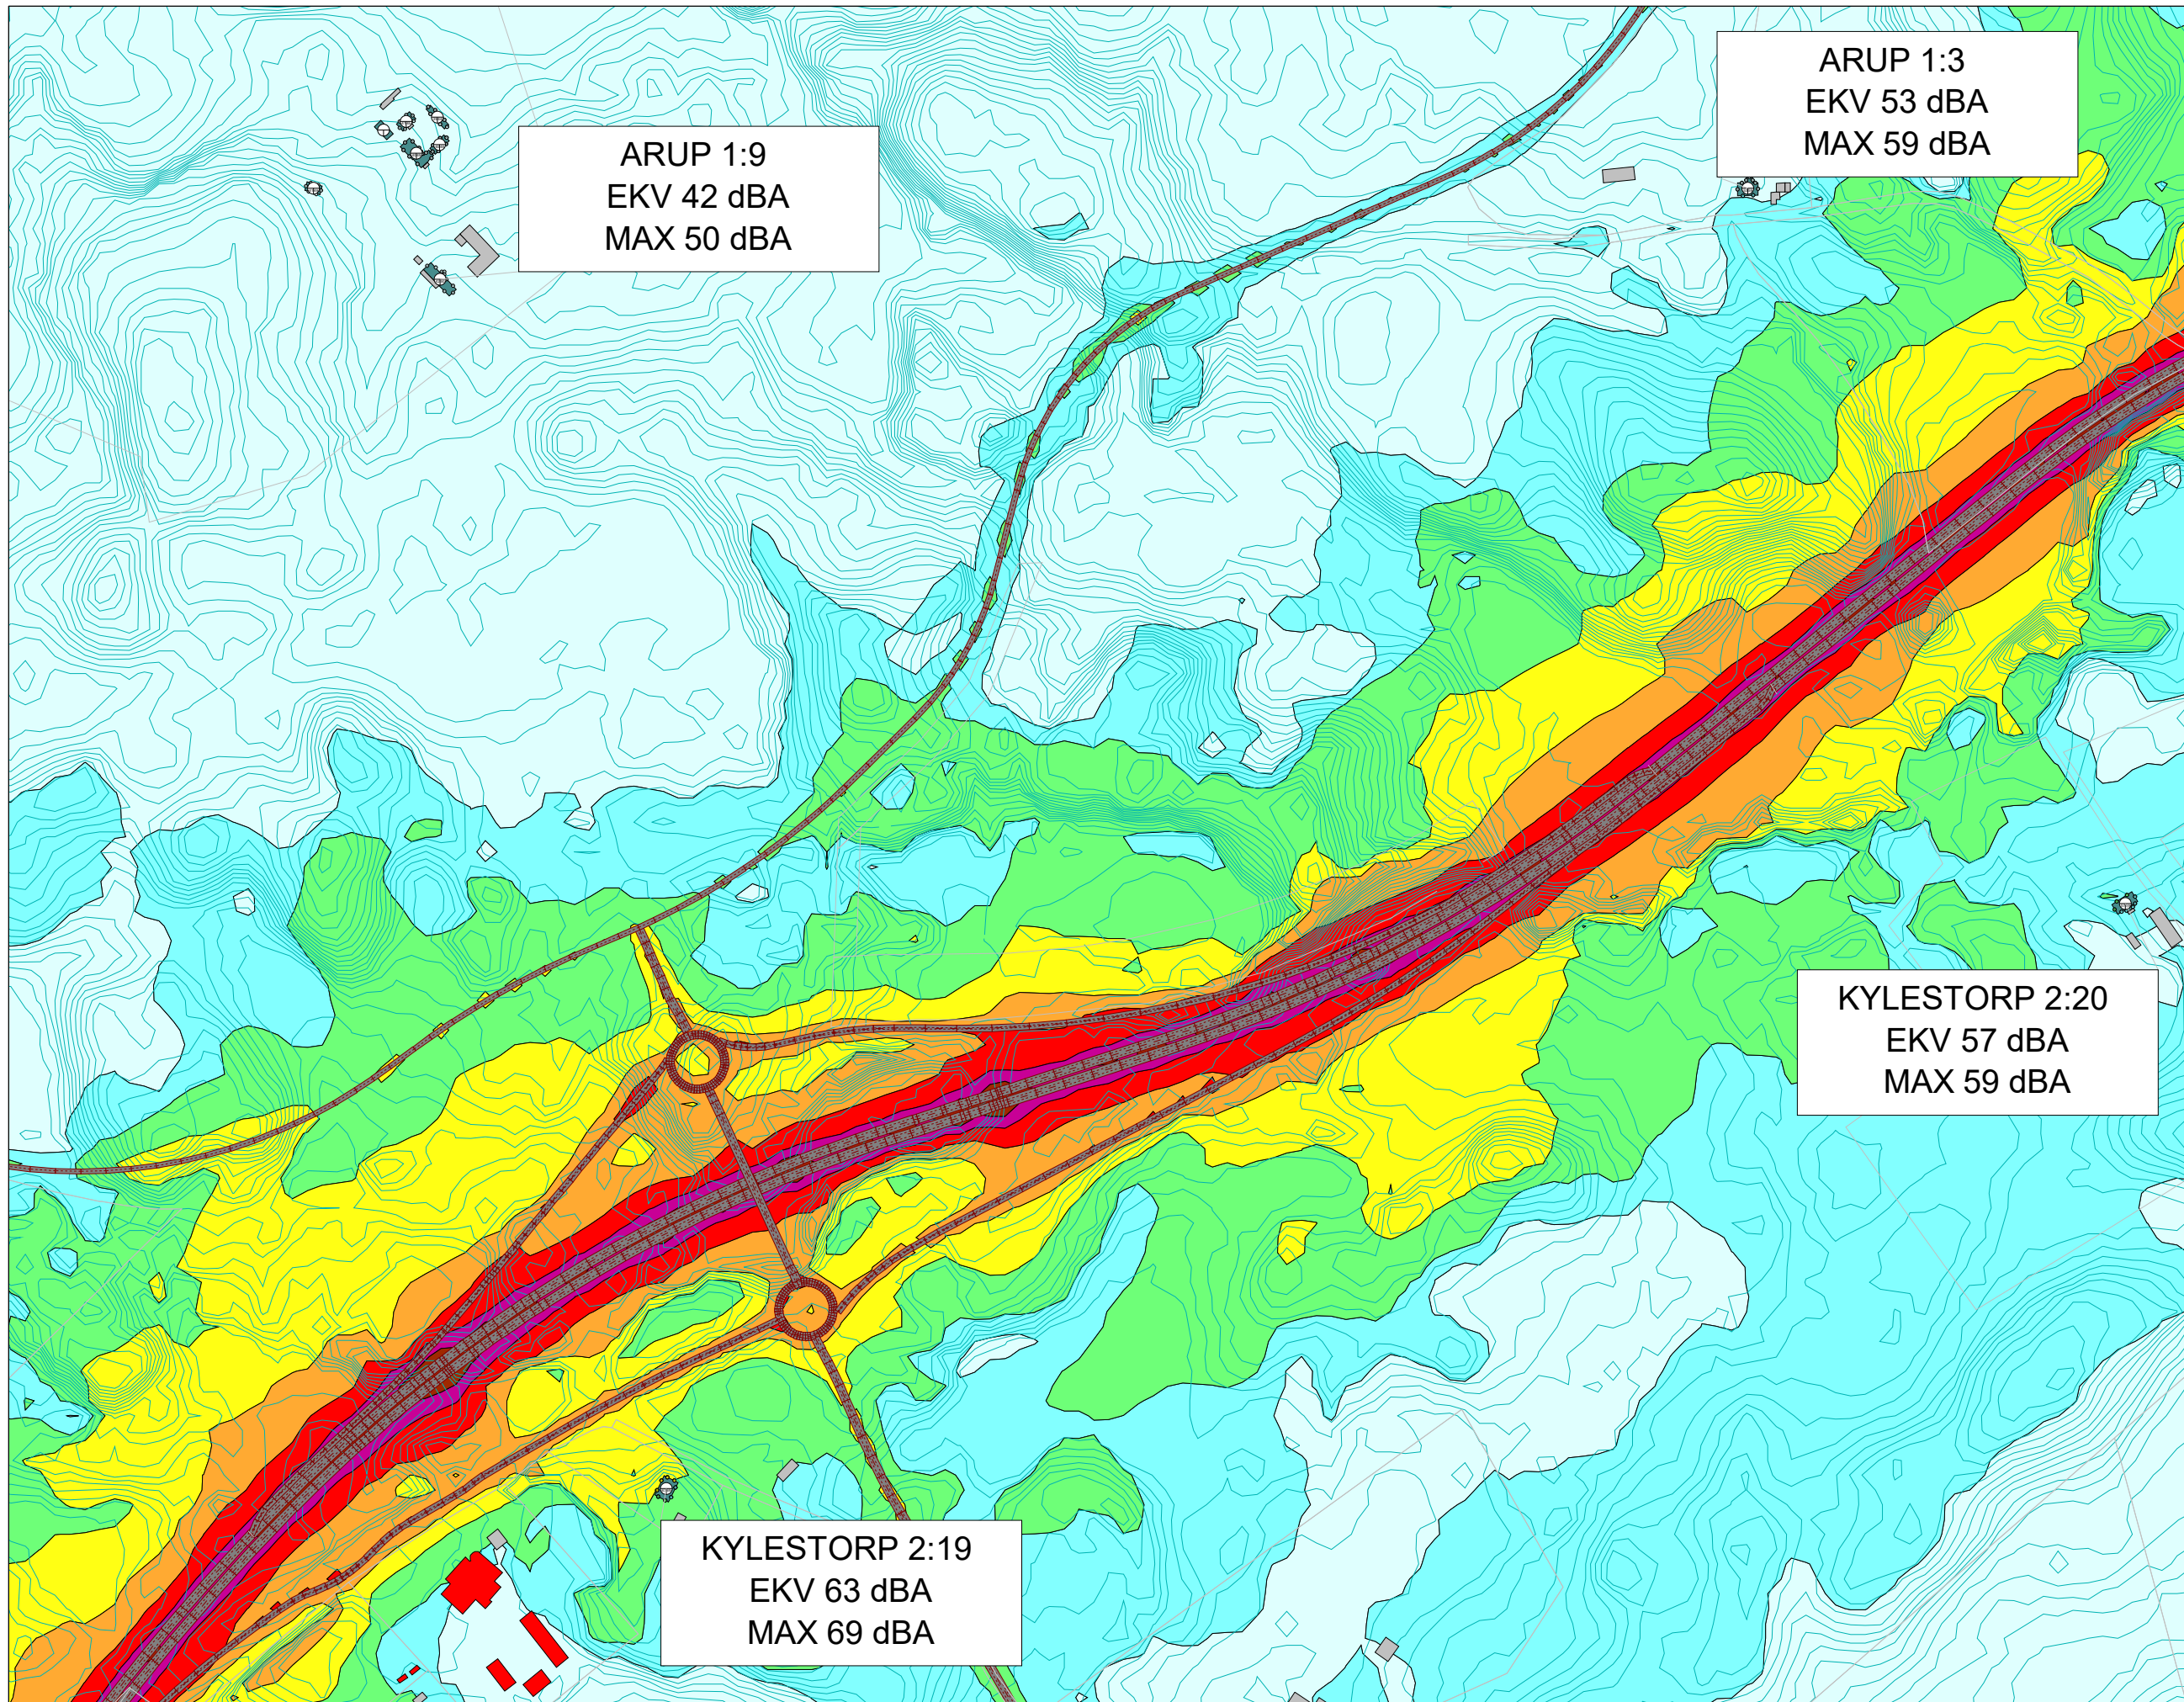 ARUP 1:3
EKV 53 dBA
MAX 59 dBA
ARUP 1:9
EKV 42 dBA
MAX 50 dBA
KYLESTORP 2:20
EKV 57 dBA
MAX 59 dBA
KYLESTORP 2:19
EKV 63 dBA
MAX 69 dBA